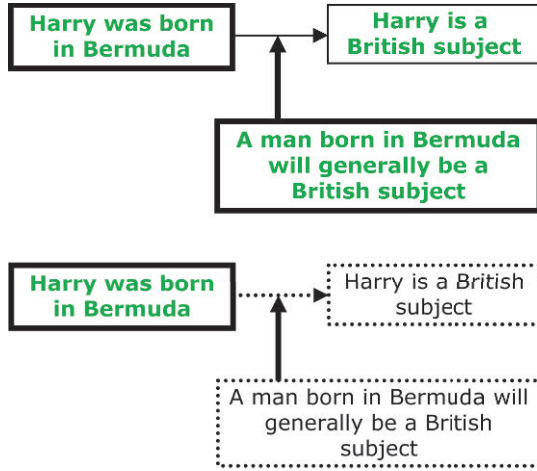 Harry was born
in Bermuda
Harry is a
British subject
A man born in Bermuda
will generally be a
British subject
Harry was born
in Bermuda
Harry is a British
subject
A man born in Bermuda will
generally be a British
subject